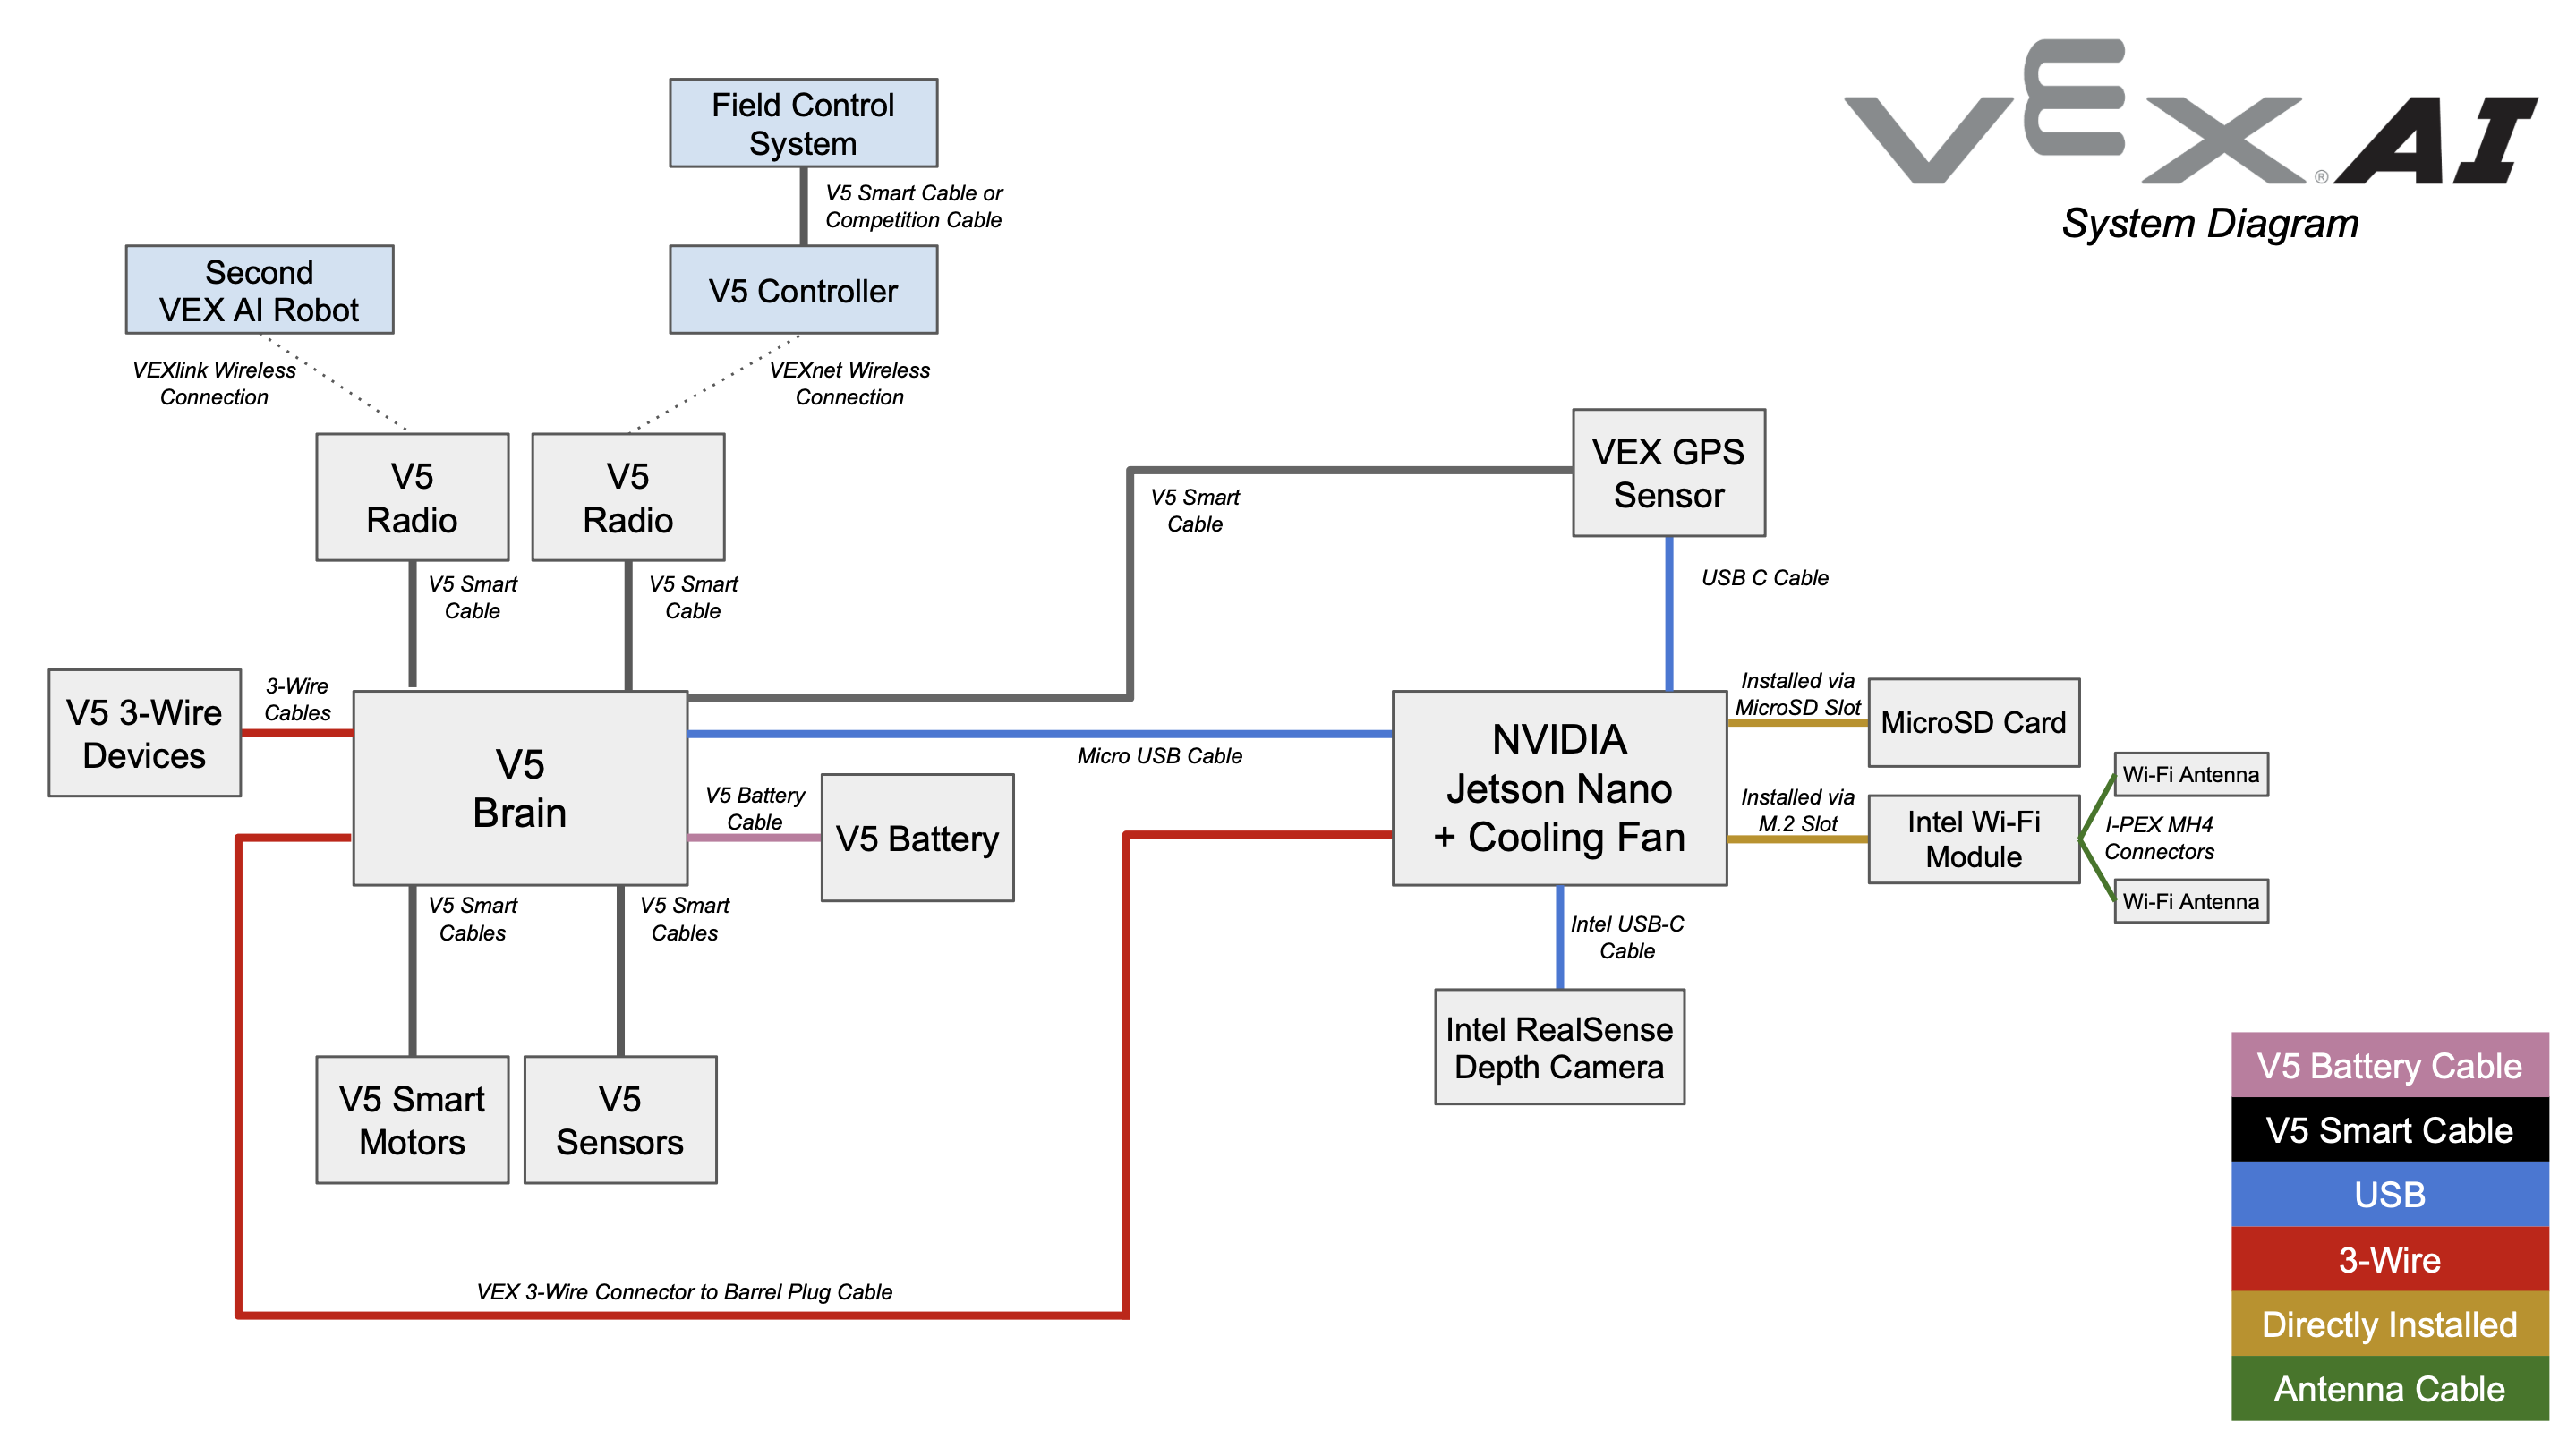 VEX® AI
System Diagram
Field Control
System
V5 Smart Cable or
Competition Cable
Second
VEX AI Robot
V5 Controller
VEXlink Wireless
Connection
VEXnet Wireless
Connection
V5
Radio
V5
Radio
VEX GPS
Sensor
V5 Smart
Cable
V5 Smart
Cable
V5 Smart
Cable
USB C Cable
V5 3-Wire
Devices
3-Wire
Cables
V5
Brain
Micro USB Cable
V5 Battery
Cable
V5 Battery
NVIDIA
Jetson Nano
+ Cooling Fan
Installed via
MicroSD Slot
MicroSD Card
Installed via
M.2 Slot
Intel Wi-Fi
Module
Wi-Fi Antenna
I-PEX MH4
Connectors
Wi-Fi Antenna
V5 Smart
Cables
V5 Smart
Cables
Intel USB-C
Cable
V5 Smart
Motors
V5
Sensors
Intel RealSense
Depth Camera
VEX 3-Wire Connector to Barrel Plug Cable
V5 Battery Cable
V5 Smart Cable
USB
3-Wire
Directly Installed
Antenna Cable